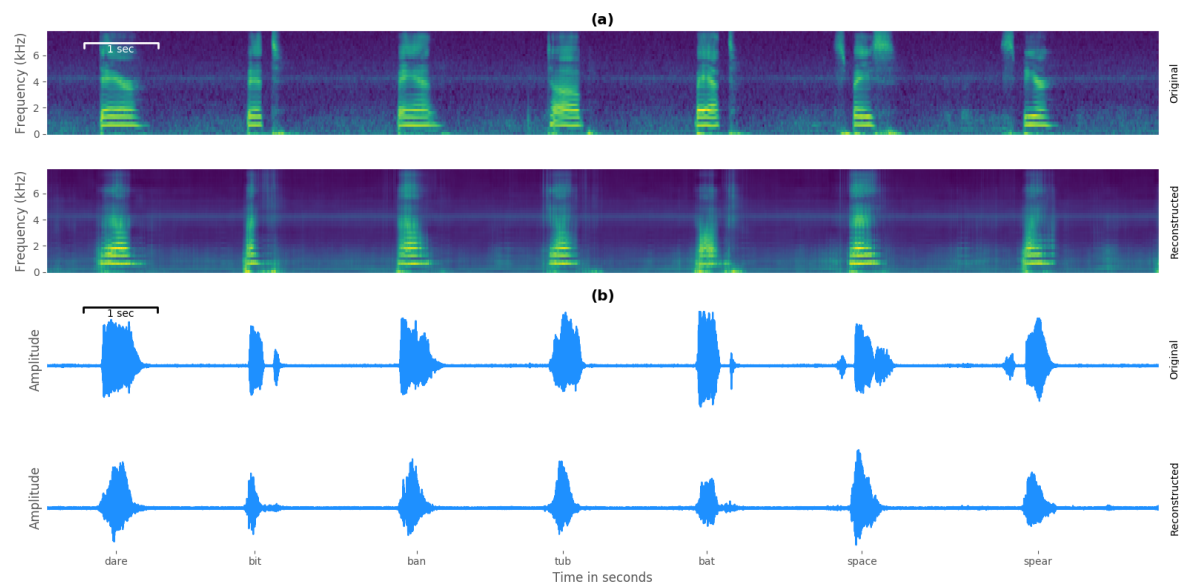 (a)
1 sec
Frequency (kHz)
6
4
2
0
Original
Frequency (kHz)
6
4
2
0
Reconstructed
(b)
1 sec
Amplitude
Original
Amplitude
Reconstructed
dare bit ban tub bat space spear
Time in seconds